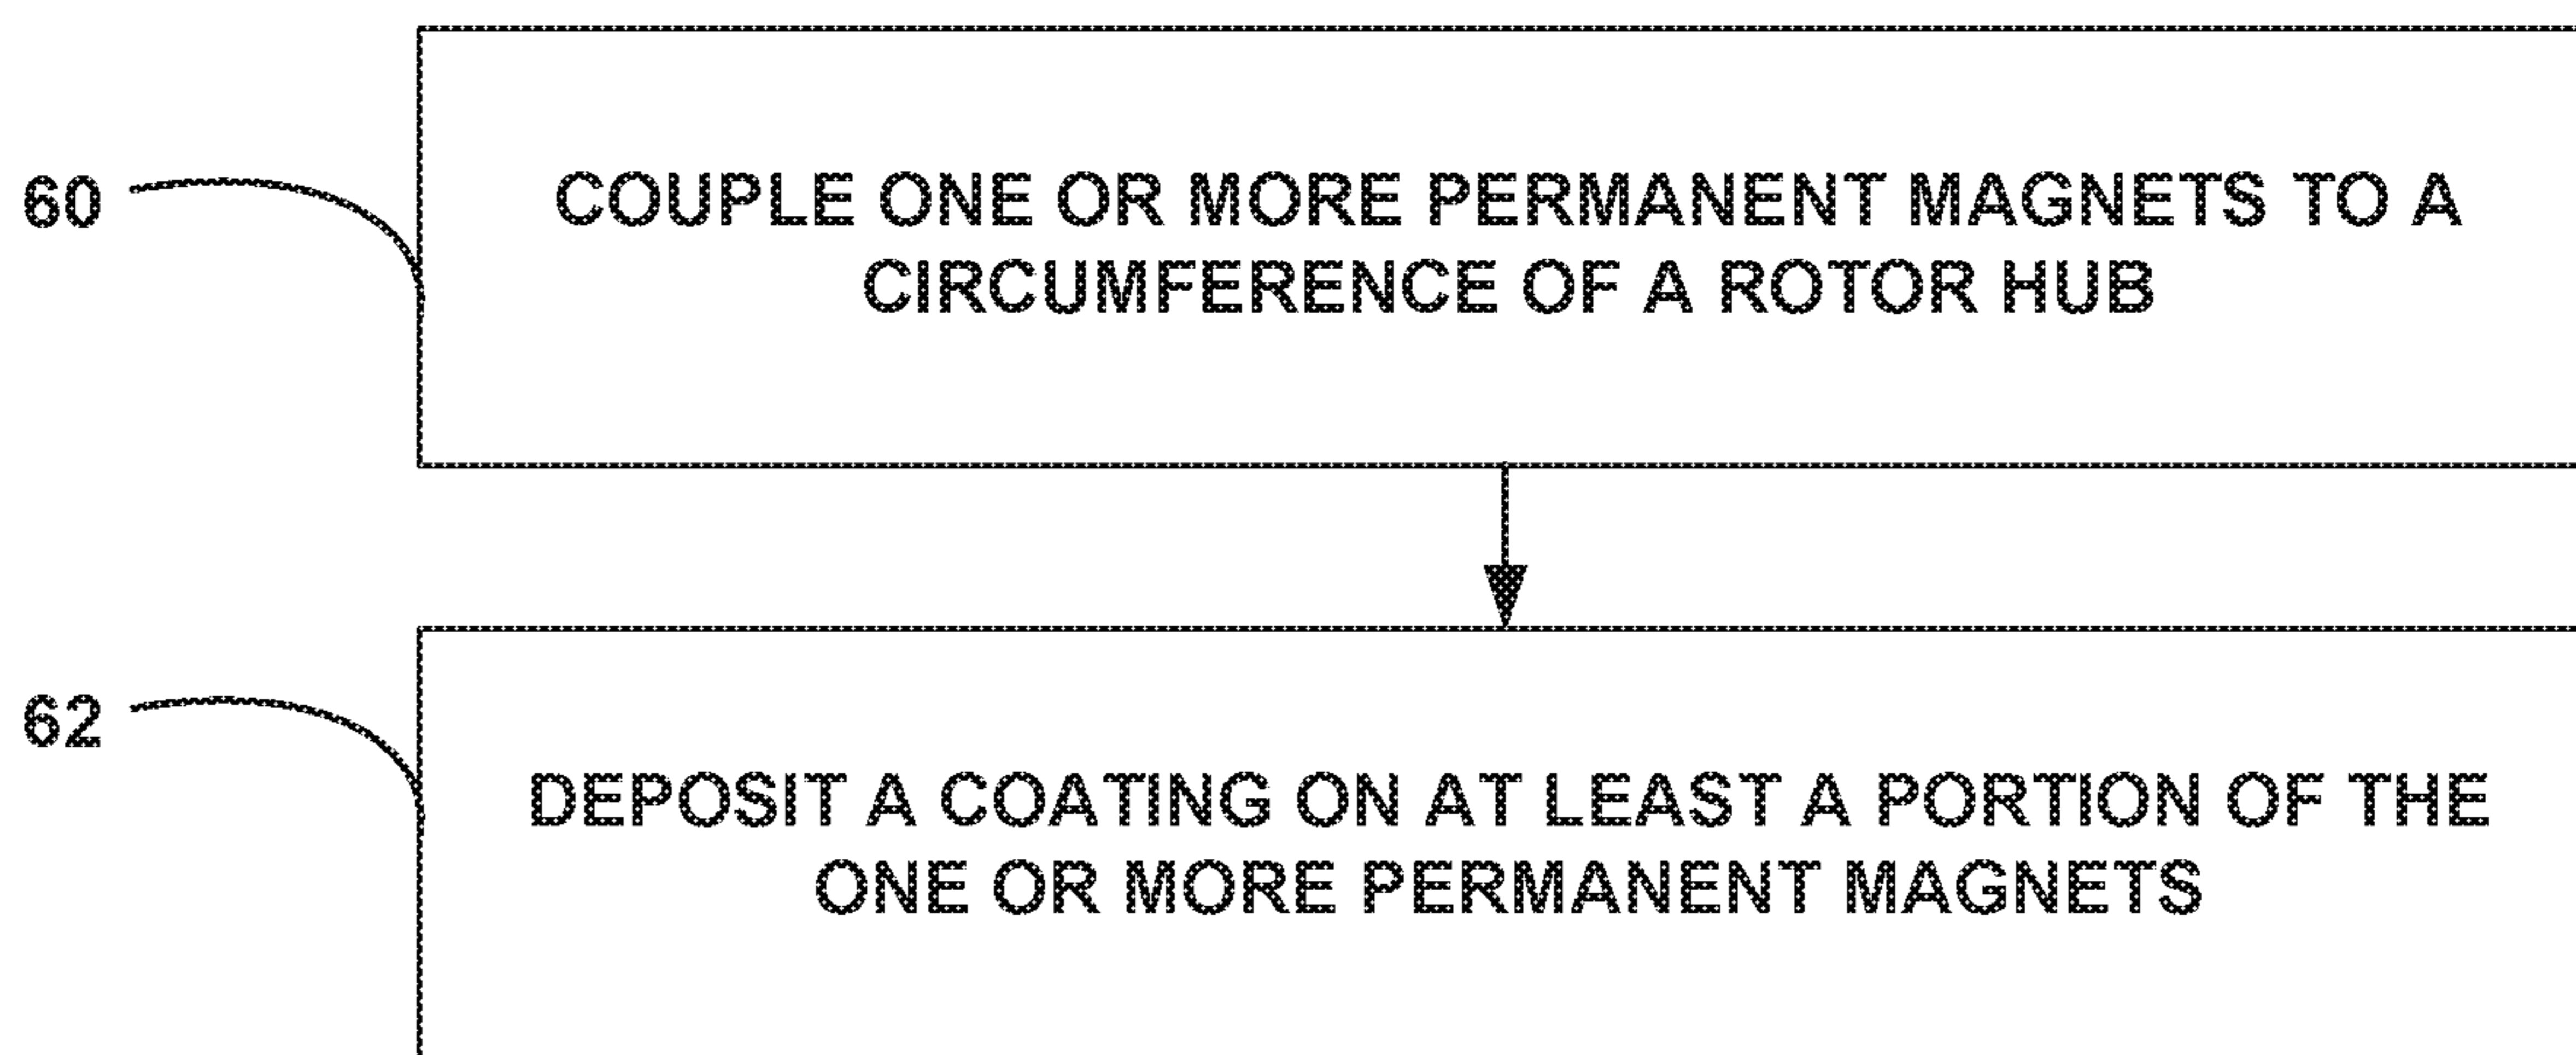 60
COUPLE ONE OR MORE PERMANENT MAGNETS TO A
CIRCUMFERENCE OF A ROTOR HUB
62
DEPOSIT A COATING ON AT LEAST A PORTION OF THE
ONE OR MORE PERMANENT MAGNETS